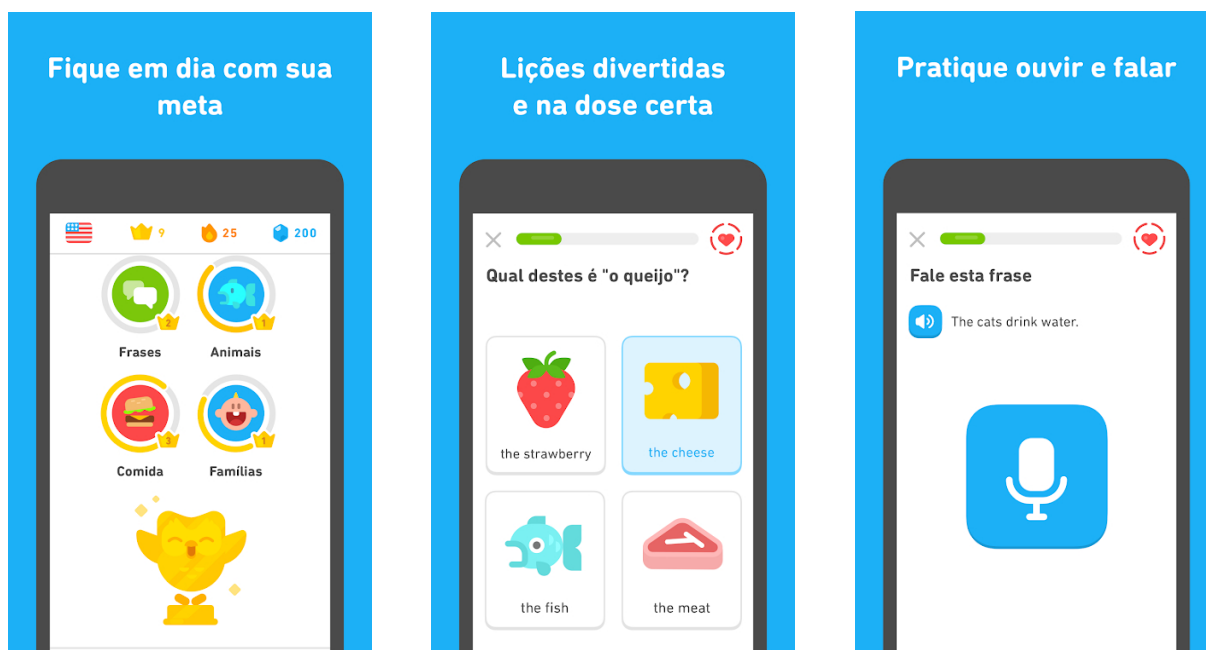 Fique em dia com sua
meta
9
25
200
2
1
Frases
Animais
3
1
Comida
Famílias
Lições divertidas
e na dose certa
Qual destes é "o queijo"?
the strawberry
the cheese
the fish
the meat
Pratique ouvir e falar
Fale esta frase
The cats drink water.